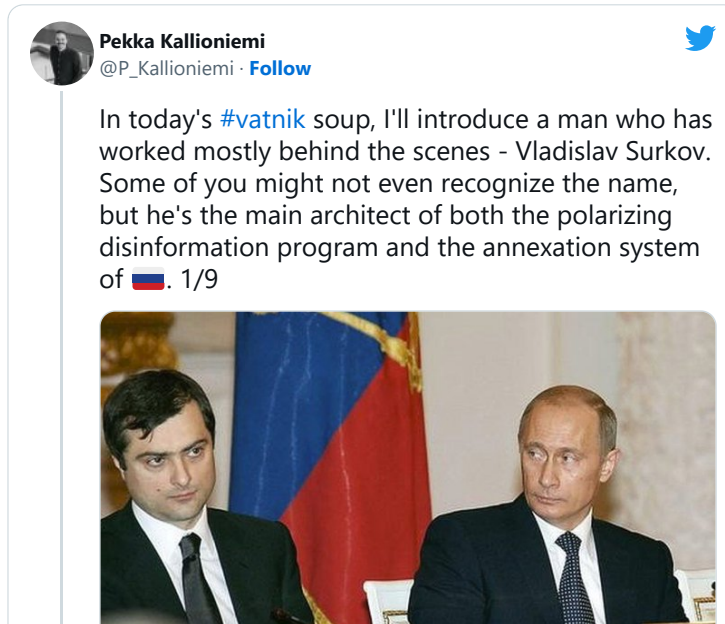 Pekka Kallioniemi
@P_Kallioniemi · Follow
In today's #vatnik soup, I'll introduce a man who has
worked mostly behind the scenes - Vladislav Surkov.
Some of you might not even recognize the name,
but he's the main architect of both the polarizing
disinformation program and the annexation system
of 🇷🇺. 1/9